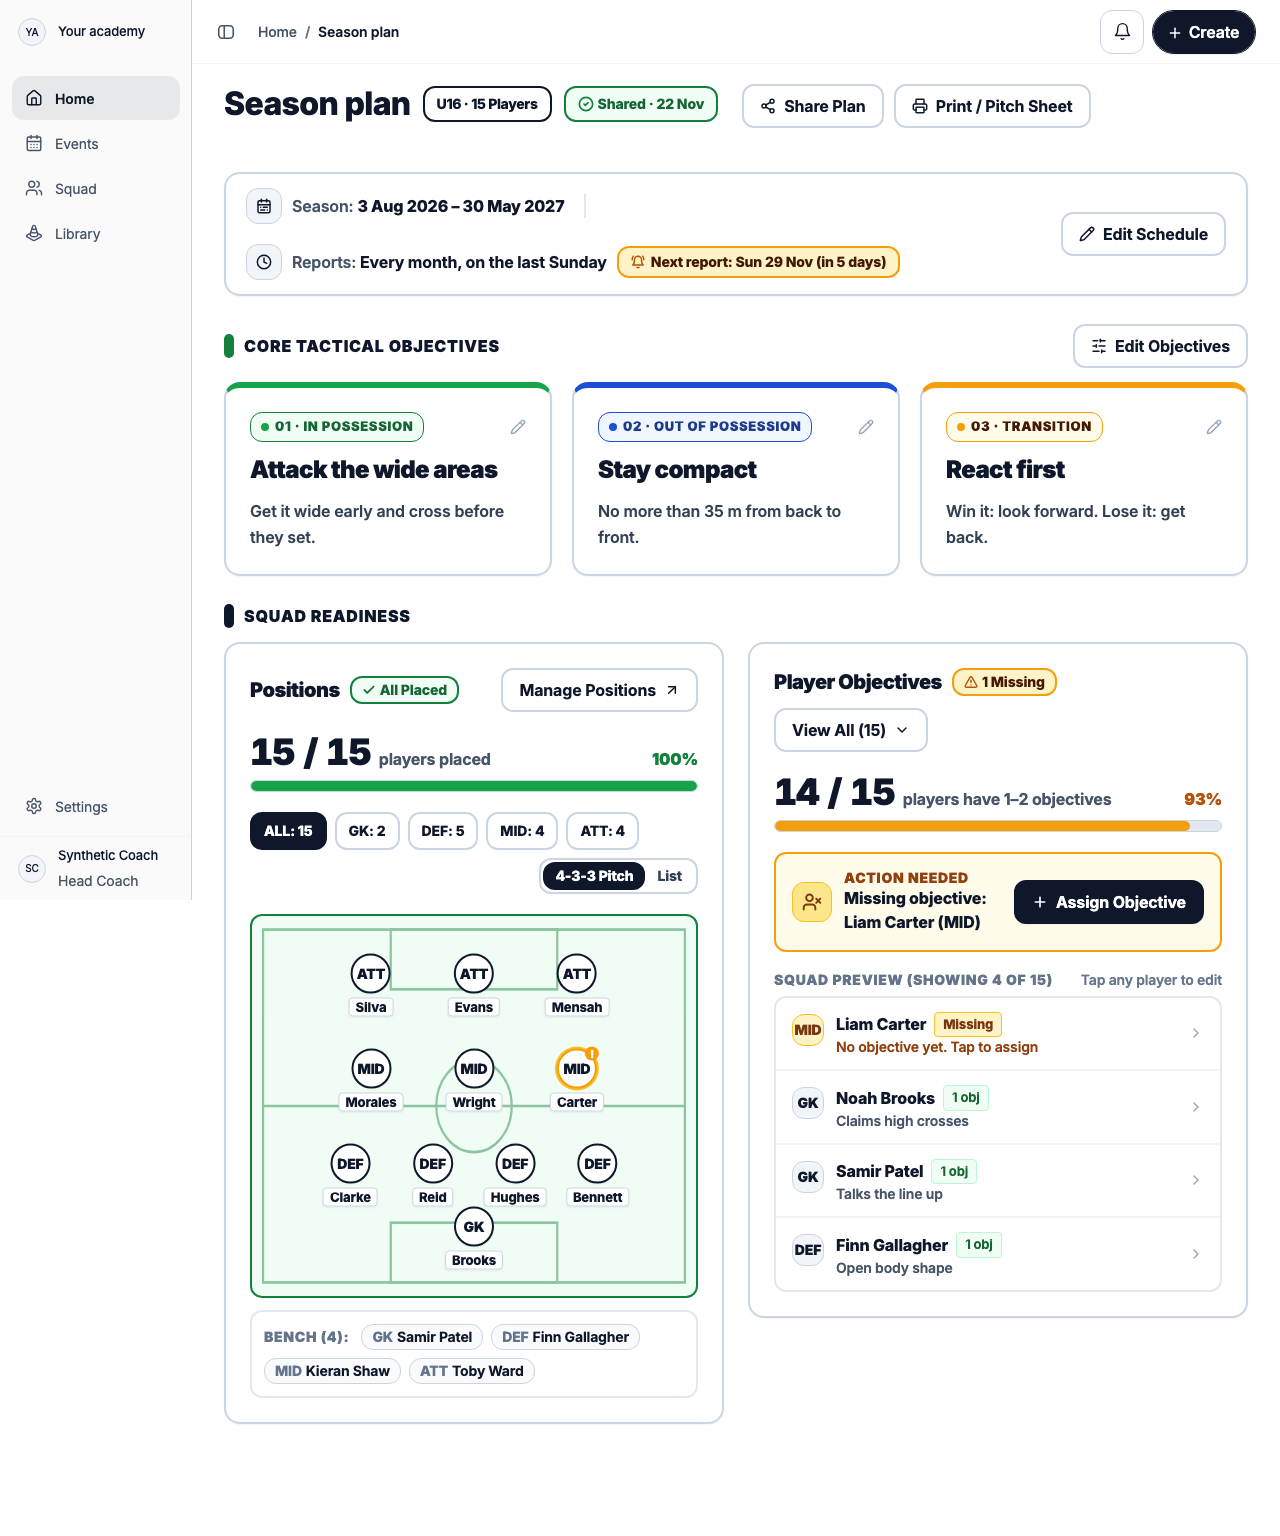 YA Your academy
Home
Events
Squad
Library
Settings
SC Synthetic Coach
Head Coach
Home / Season plan
+ Create
Season plan
U16 · 15 Players
Shared · 22 Nov
Share Plan
Print / Pitch Sheet
Season: 3 Aug 2026 – 30 May 2027
Reports: Every month, on the last Sunday
Next report: Sun 29 Nov (in 5 days)
Edit Schedule
CORE TACTICAL OBJECTIVES
Edit Objectives
01 · IN POSSESSION
Attack the wide areas
Get it wide early and cross before
they set.
02 · OUT OF POSSESSION
Stay compact
No more than 35 m from back to
front.
03 · TRANSITION
React first
Win it: look forward. Lose it: get
back.
SQUAD READINESS
Positions
All Placed
Manage Positions
15 / 15 players placed
100%
ALL: 15
GK: 2
DEF: 5
MID: 4
ATT: 4
4-3-3 Pitch
List
ATT ATT ATT
Silva Evans Mensah
MID MID MID !
Morales Wright Carter
DEF DEF DEF DEF
Clarke Reid Hughes Bennett
GK
Brooks
BENCH (4): GK Samir Patel DEF Finn Gallagher
MID Kieran Shaw ATT Toby Ward
Player Objectives
1 Missing
View All (15)
14 / 15 players have 1–2 objectives
93%
ACTION NEEDED
Missing objective:
Liam Carter (MID)
+ Assign Objective
SQUAD PREVIEW (SHOWING 4 OF 15)
Tap any player to edit
MID Liam Carter Missing
No objective yet. Tap to assign
GK Noah Brooks 1 obj
Claims high crosses
GK Samir Patel 1 obj
Talks the line up
DEF Finn Gallagher 1 obj
Open body shape